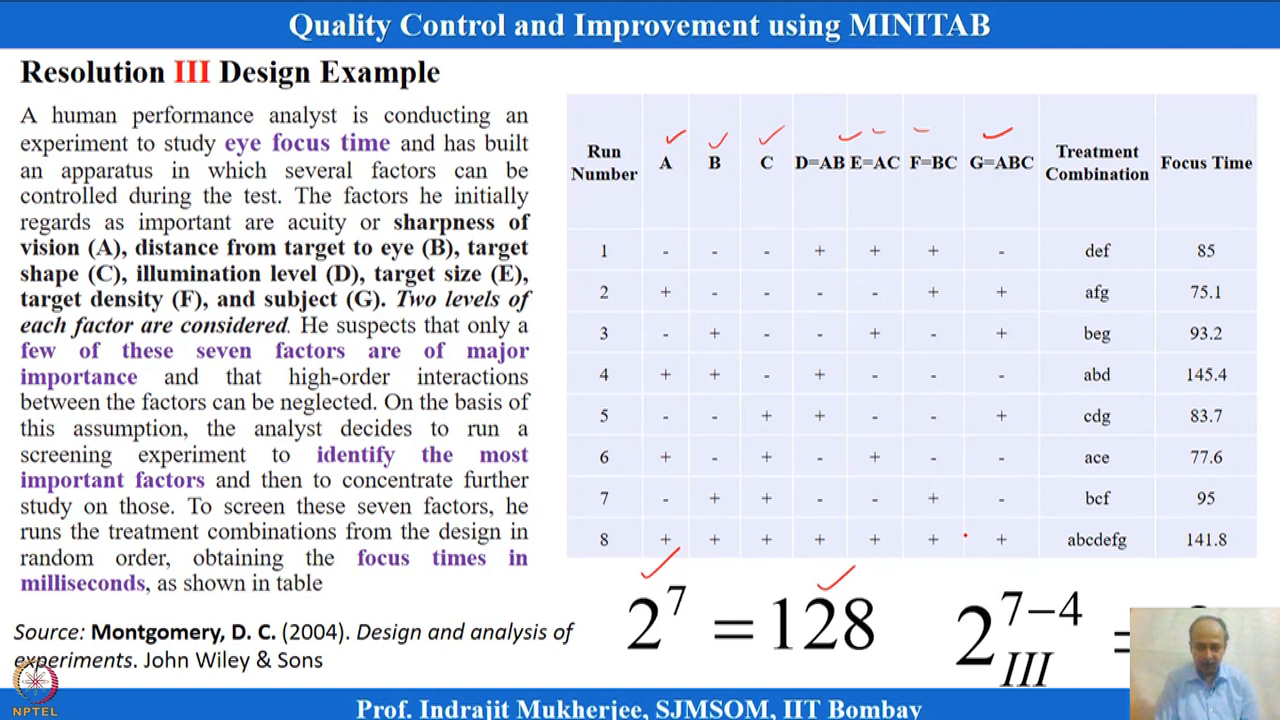 Quality Control and Improvement using MINITAB
Resolution III Design Example
A human performance analyst is conducting an
experiment to study eye focus time and has built
an apparatus in which several factors can be
controlled during the test. The factors he initially
regards as important are acuity or sharpness of
vision (A), distance from target to eye (B), target
shape (C), illumination level (D), target size (E),
target density (F), and subject (G). Two levels of
each factor are considered. He suspects that only a
few of these seven factors are of major
importance and that high-order interactions
between the factors can be neglected. On the basis of
this assumption, the analyst decides to run a
screening experiment to identify the most
important factors and then to concentrate further
study on those. To screen these seven factors, he
runs the treatment combinations from the design in
random order, obtaining the focus times in
milliseconds, as shown in table
Source: Montgomery, D. C. (2004). Design and analysis of
experiments. John Wiley & Sons
Run Number A B C D=AB E=AC F=BC G=ABC Treatment Combination Focus Time
1 - - - + + + - def 85
2 + - - - - + + afg 75.1
3 - + - - + - + beg 93.2
4 + + - + - - - abd 145.4
5 - - + + - - + cdg 83.7
6 + - + - + - - ace 77.6
7 - + + - - + - bcf 95
8 + + + + + + + abcdefg 141.8
2^7 = 128
2^{7-4}_{III} =
NPTEL
Prof. Indrajit Mukherjee, SJMSOM, IIT Bombay